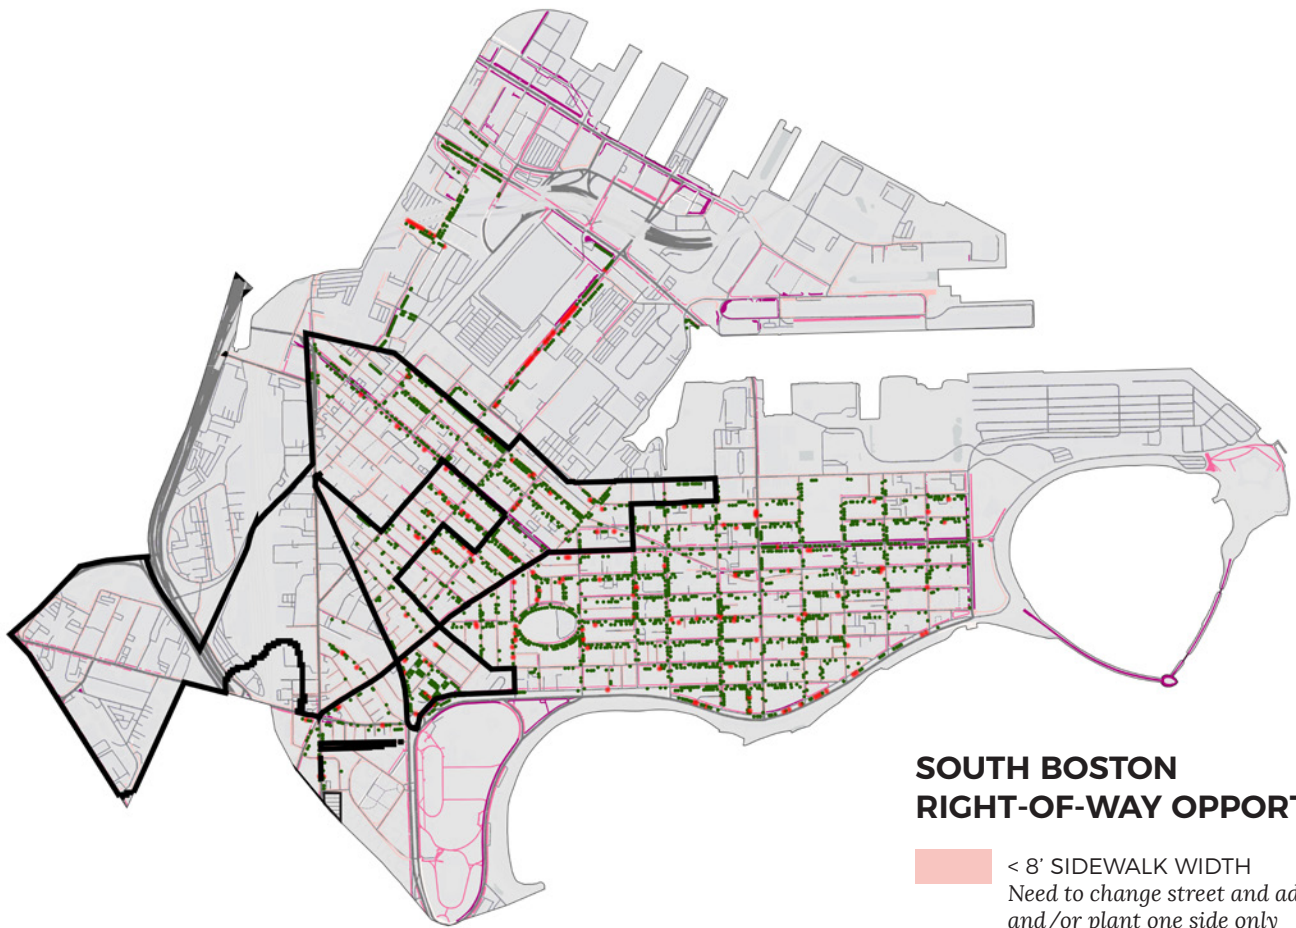 SOUTH BOSTON
RIGHT-OF-WAY OPPORT
< 8’ SIDEWALK WIDTH
Need to change street and ad
and/or plant one side only